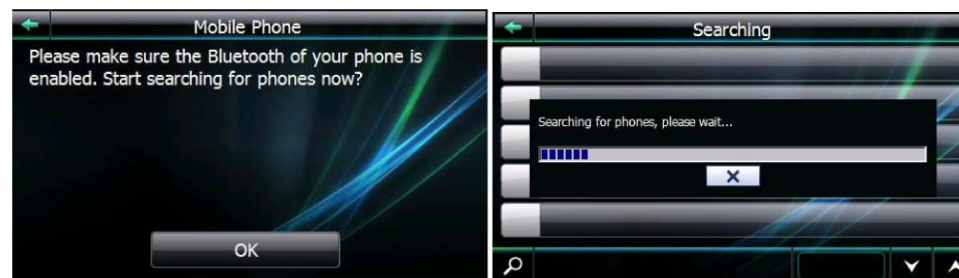 Mobile Phone
Please make sure the Bluetooth of your phone is
enabled. Start searching for phones now?
OK
Searching
Searching for phones, please wait...